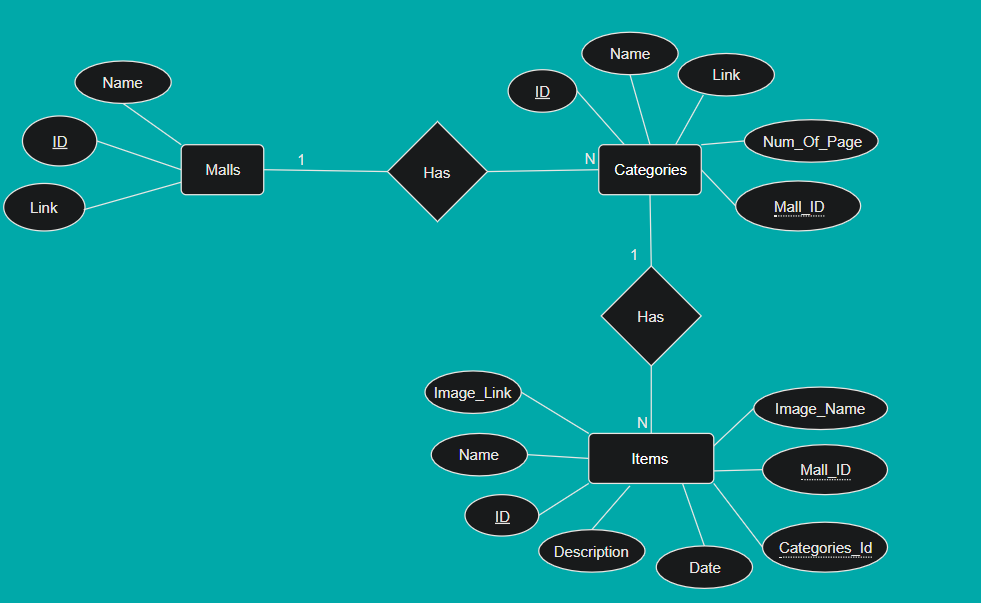 Name
ID
Link
Malls
1
Has
N
Categories
ID
Name
Link
Num_Of_Page
Mall_ID
1
Has
N
Items
Image_Link
Name
ID
Description
Date
Image_Name
Mall_ID
Categories_Id